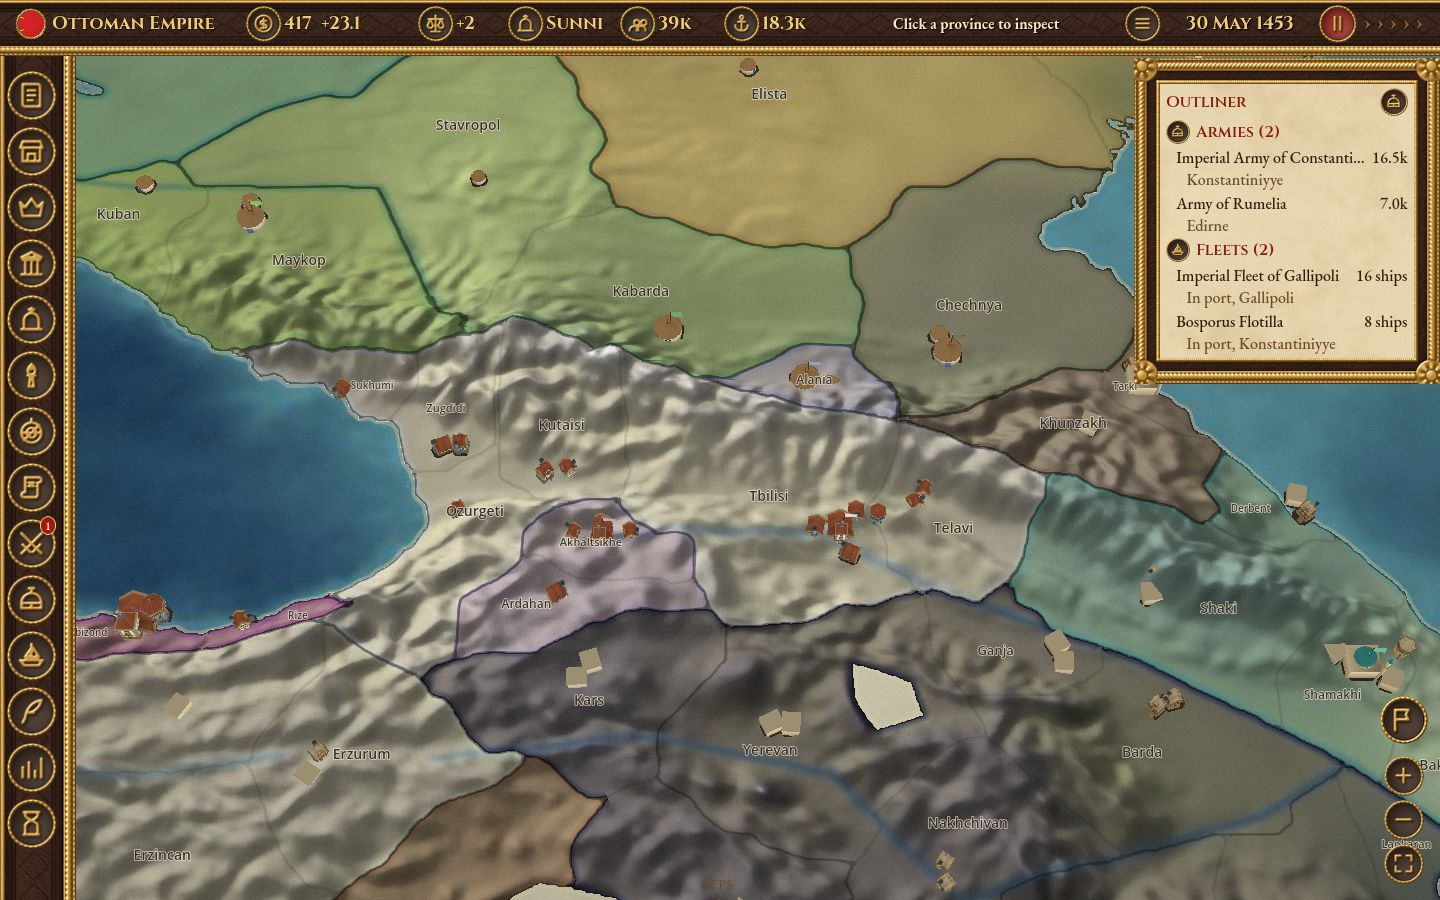 Ottoman Empire
417 +23.1
+2
Sunni
39K
18.3K
Click a province to inspect
30 May 1453
Outliner
Armies (2)
Imperial Army of Constanti... 16.5k
Konstantiniyye
Army of Rumelia 7.0k
Edirne
Fleets (2)
Imperial Fleet of Gallipoli 16 ships
In port, Gallipoli
Bosporus Flotilla 8 ships
In port, Konstantiniyye
Elista
Stavropol
Kuban
Maykop
Kabarda
Chechnya
Sukhumi
Alania
Tarki
Zugdidi
Kutaisi
Khunzakh
Tbilisi
Ozurgeti
Telavi
Derbent
Akhaltsikhe
Ardahan
Rize
bizond
Shaki
Ganja
Kars
Shamakhi
Yerevan
Erzurum
Barda
Bak
Nakhchivan
Lankaran
Erzincan
FPS
1